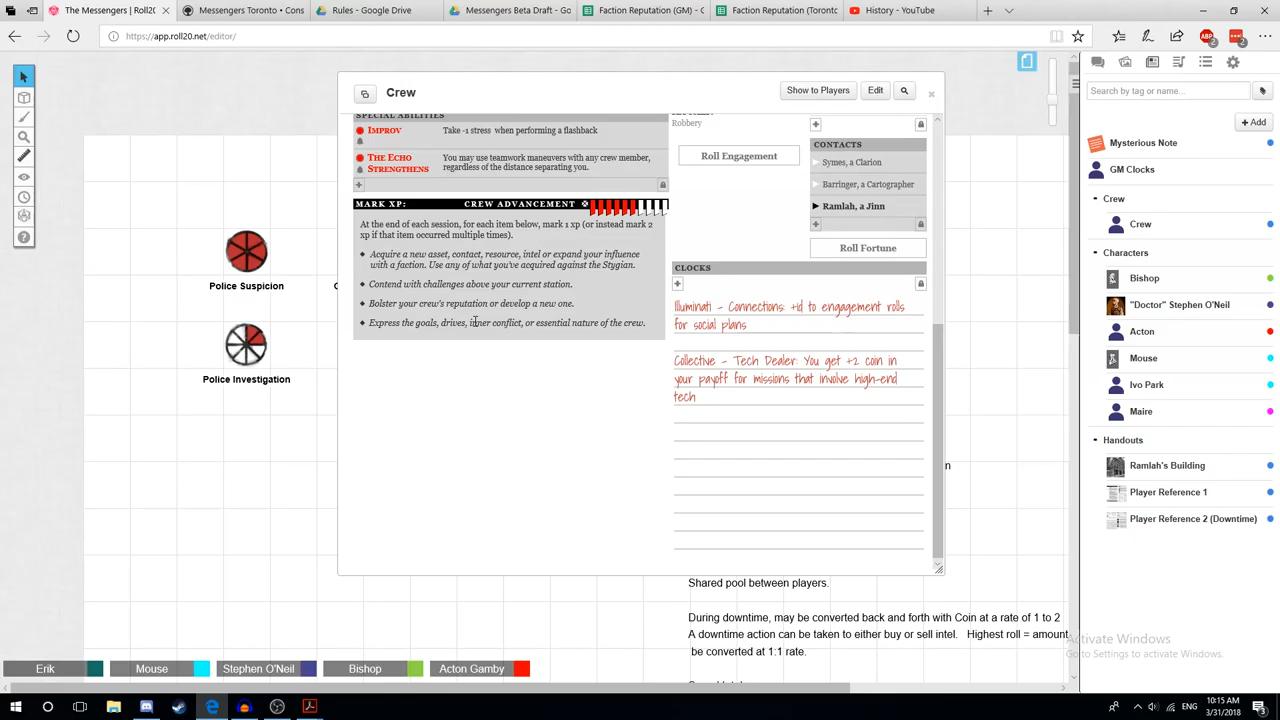 The Messengers | Roll20
Messengers Toronto • Cons
Rules - Google Drive
Messengers Beta Draft - Go
Faction Reputation (GM) - G
Faction Reputation (Toronto
History - YouTube
https://app.roll20.net/editor/
Crew
Show to Players
Edit
SPECIAL ABILITIES
IMPROV
Take -1 stress when performing a flashback
THE ECHO STRENGTHENS
You may use teamwork maneuvers with any crew member,
regardless of the distance separating you.
MARK XP:
CREW ADVANCEMENT
At the end of each session, for each item below, mark 1 xp (or instead mark 2
xp if that item occurred multiple times).
Acquire a new asset, contact, resource, intel or expand your influence
with a faction. Use any of what you've acquired against the Stygian.
Contend with challenges above your current station.
Bolster your crew's reputation or develop a new one.
Express the goals, drives, inner conflict, or essential nature of the crew.
Robbery
Roll Engagement
CONTACTS
Symes, a Clarion
Barringer, a Cartographer
Ramlah, a Jinn
Roll Fortune
CLOCKS
Illuminati - Connections: +1d to engagement rolls
for social plans
Collective - Tech Dealer: You get +2 coin in
your payoff for missions that involve high-end
tech
Police Suspicion
Police Investigation
Shared pool between players.
During downtime, may be converted back and forth with Coin at a rate of 1 to 2
A downtime action can be taken to either buy or sell intel. Highest roll = amount
be converted at 1:1 rate.
Search by tag or name...
+ Add
Mysterious Note
GM Clocks
Crew
Crew
Characters
Bishop
"Doctor" Stephen O'Neil
Acton
Mouse
Ivo Park
Maire
Handouts
Ramlah's Building
Player Reference 1
Player Reference 2 (Downtime)
Activate Windows
Go to Settings to activate Windows.
Erik
Mouse
Stephen O'Neil
Bishop
Acton Gamby
ENG
10:15 AM
3/31/2018